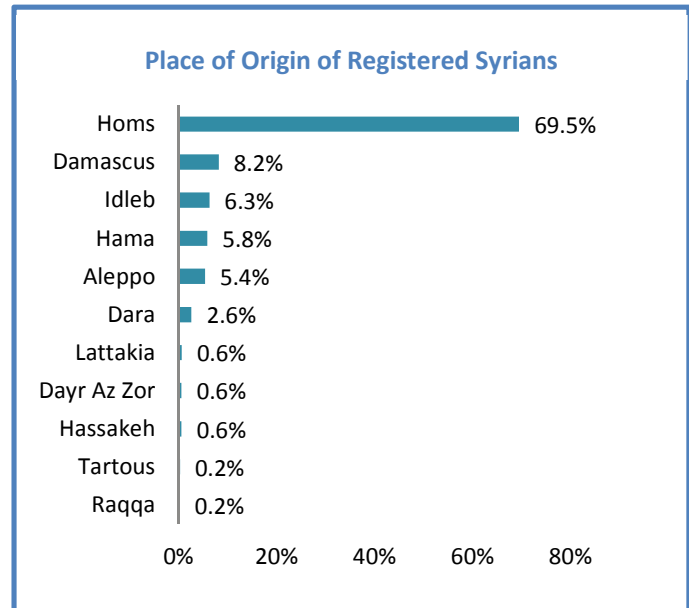 Place of Origin of Registered Syrians
Homs 69.5%
Damascus 8.2%
Idleb 6.3%
Hama 5.8%
Aleppo 5.4%
Dara 2.6%
Lattakia 0.6%
Dayr Az Zor 0.6%
Hassakeh 0.6%
Tartous 0.2%
Raqqa 0.2%
0% 20% 40% 60% 80%